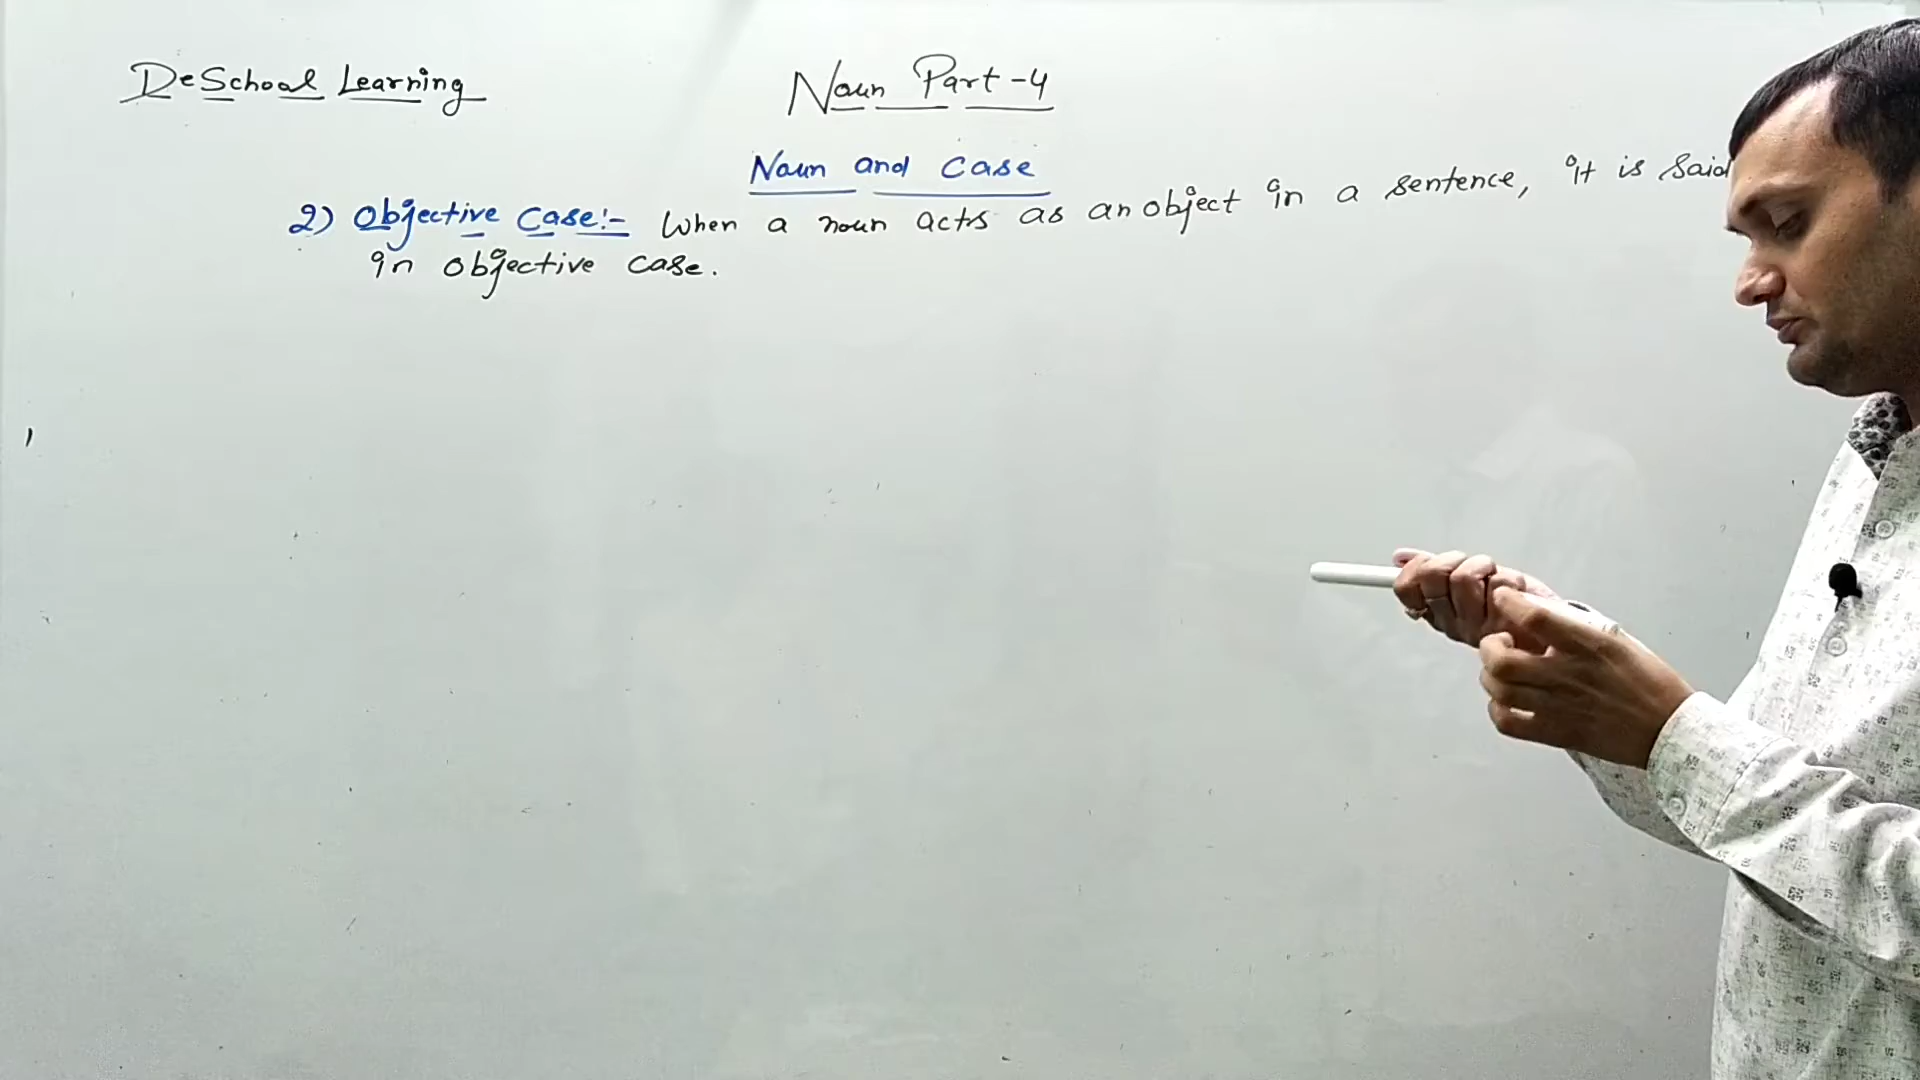 DeSchool Learning
Noun Part-4
Noun and Case
2) Objective Case:- When a noun acts as an object in a sentence, it is said
in objective case.